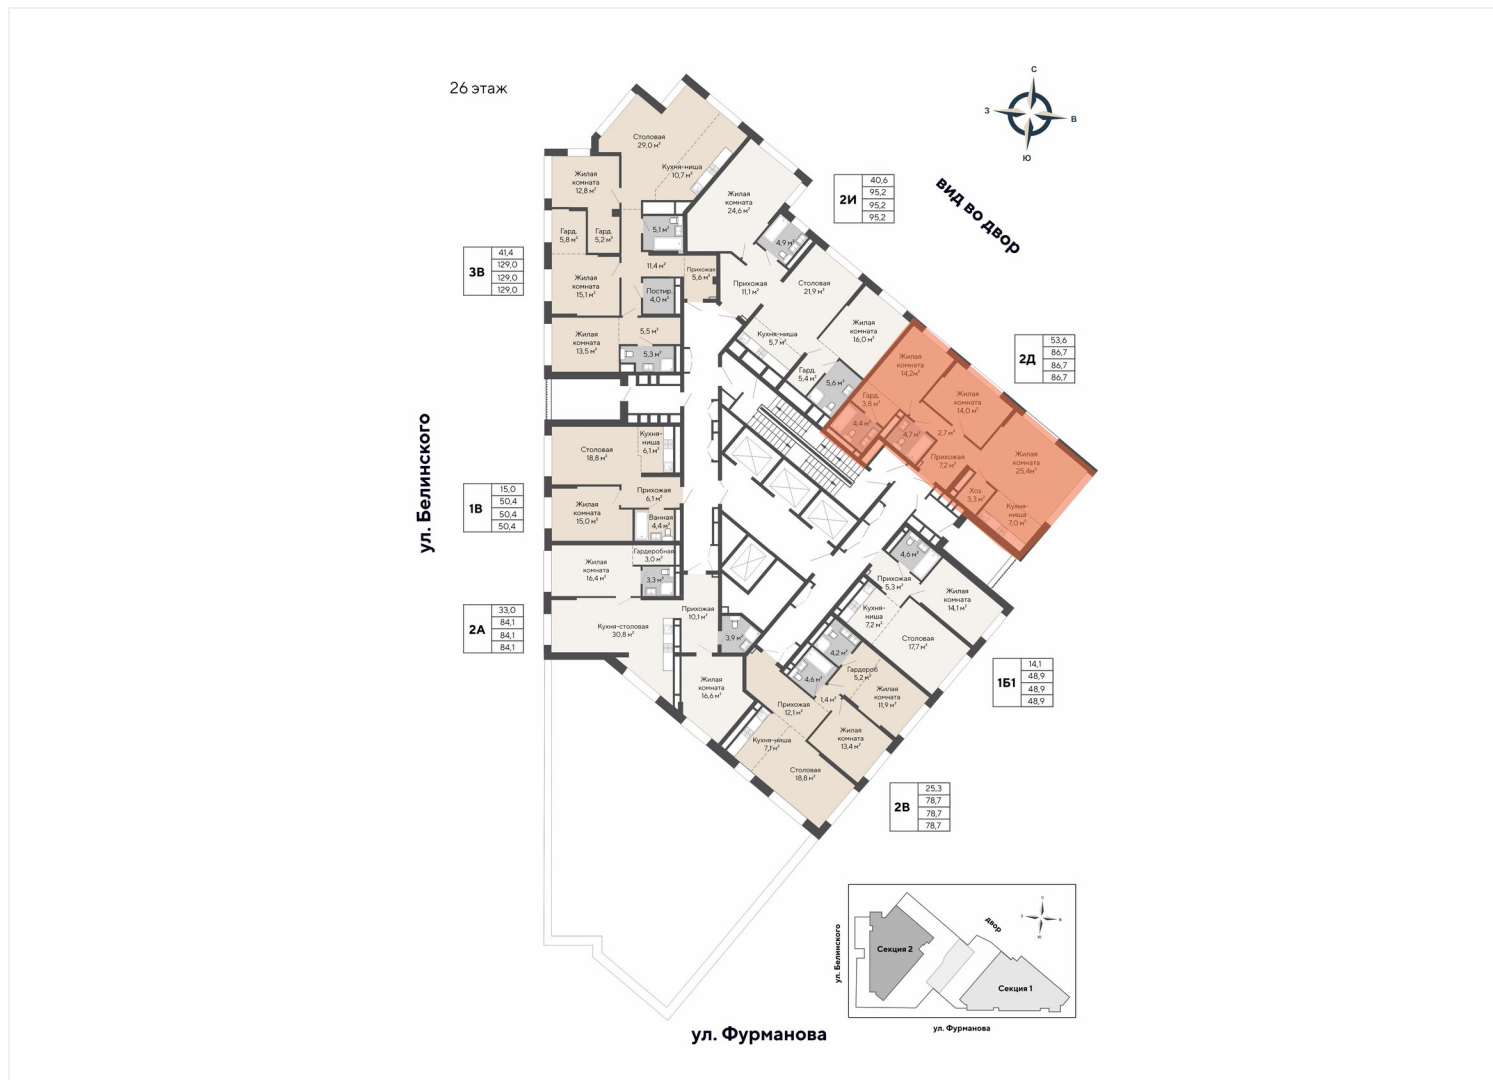 26 этаж
С
З
В
Ю
вид во двор
ул. Белинского
ул. Фурманова
3В
41,4
129,0
129,0
129,0
Столовая
29,0 м²
Кухня-ниша
10,7 м²
Жилая
комната
12,8 м²
Гард.
5,8 м²
Гард.
5,2 м²
5,1 м²
11,4 м²
Прихожая
5,6 м²
Жилая
комната
15,1 м²
Постир.
4,0 м²
Жилая
комната
13,5 м²
5,5 м²
5,3 м²
2И
40,6
95,2
95,2
95,2
Жилая
комната
24,6 м²
4,9 м²
Прихожая
11,1 м²
Столовая
21,9 м²
Кухня-ниша
5,7 м²
Жилая
комната
16,0 м²
Гард.
5,4 м²
5,6 м²
2Д
53,6
86,7
86,7
86,7
Жилая
комната
14,2м²
Гард.
3,8 м²
4,4 м²
Жилая
комната
14,0 м²
4,7 м²
2,7 м²
Прихожая
7,2 м²
Жилая
комната
25,4м²
Хоз.
3,3 м²
Кухня-
ниша
7,0 м²
1В
15,0
50,4
50,4
50,4
Столовая
18,8 м²
Кухня-
ниша
6,1 м²
Прихожая
6,1 м²
Жилая
комната
15,0 м²
Ванная
4,4 м²
2А
33,0
84,1
84,1
84,1
Гардеробная
3,0 м²
Жилая
комната
16,4 м²
3,3 м²
Кухня-столовая
30,8 м²
Прихожая
10,1 м²
3,9 м²
Жилая
комната
16,6 м²
1Б1
14,1
48,9
48,9
48,9
4,6 м²
Прихожая
5,3 м²
Жилая
комната
14,1 м²
Кухня-
ниша
7,2 м²
Столовая
17,7 м²
2В
25,3
78,7
78,7
78,7
4,2 м²
4,6 м²
Гардероб
5,2 м²
1,4 м²
Жилая
комната
11,9 м²
Прихожая
12,1 м²
Жилая
комната
13,4 м²
Кухня-ниша
7,1 м²
Столовая
18,8 м²
ул. Белинского
Секция 2
двор
Секция 1
ул. Фурманова